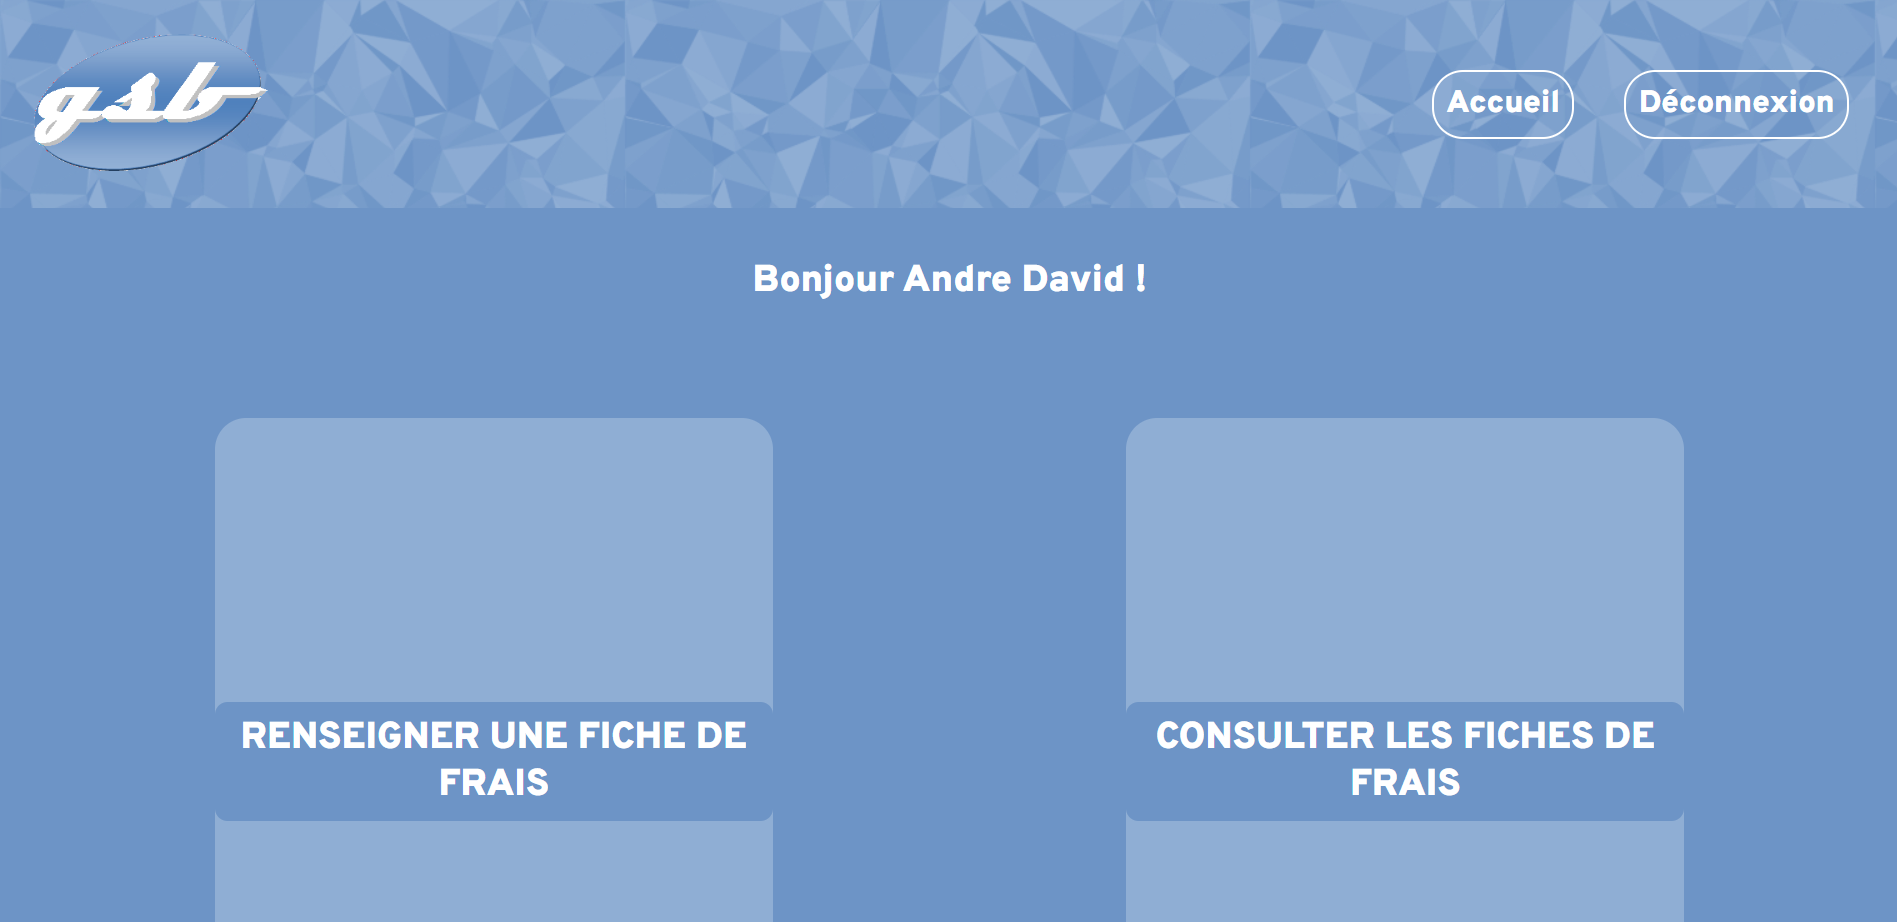 gsb
Accueil
Déconnexion
Bonjour Andre David !
RENSEIGNER UNE FICHE DE
FRAIS
CONSULTER LES FICHES DE
FRAIS